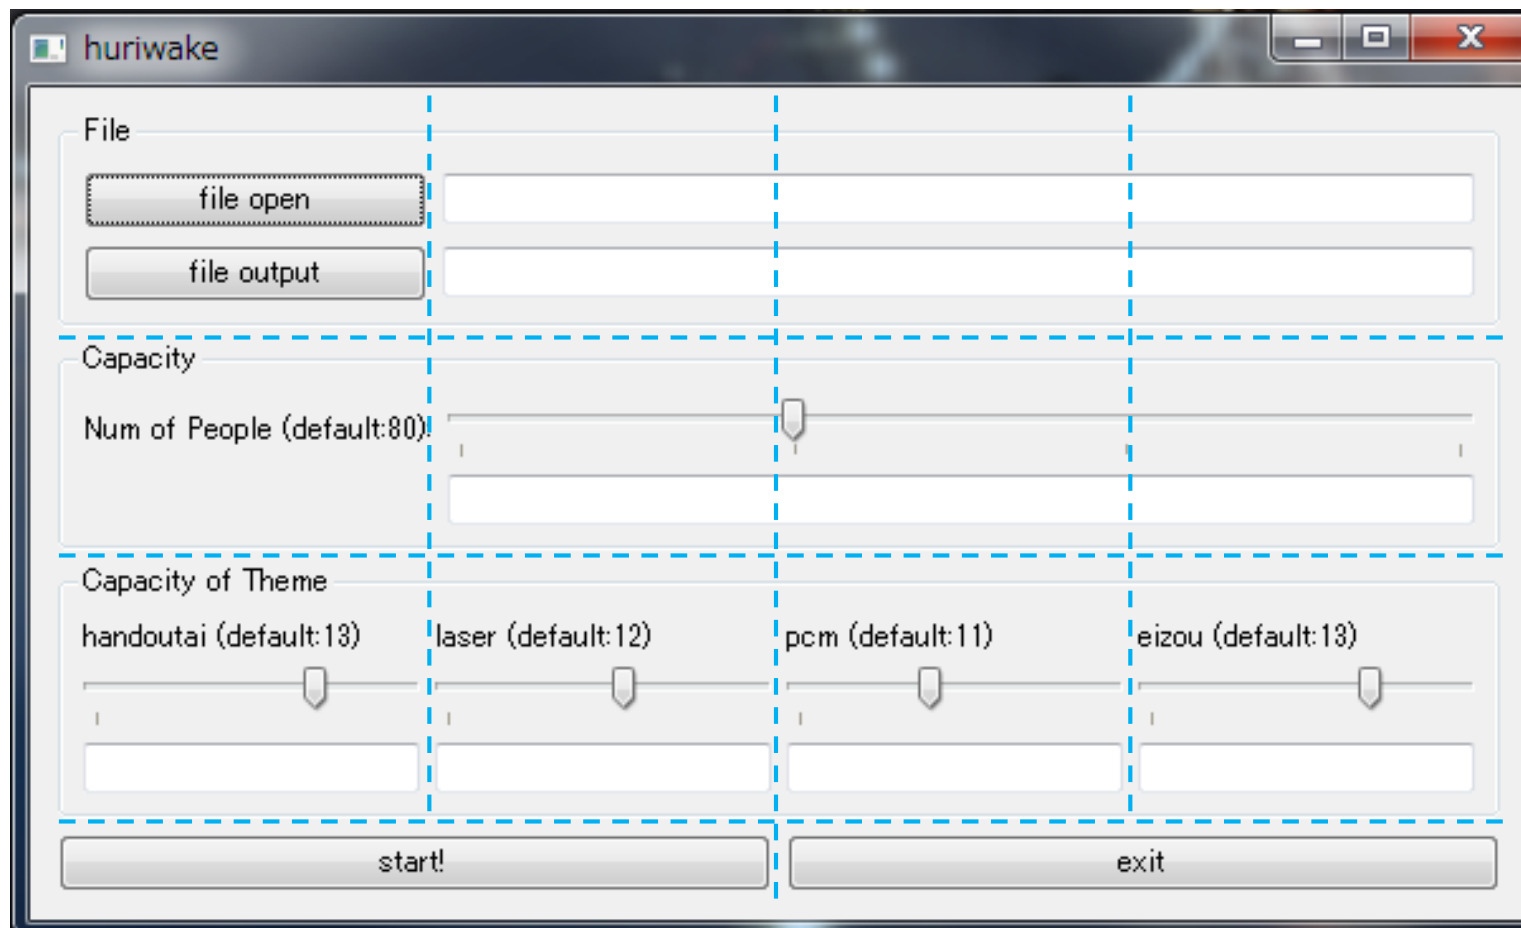 huriwake
File
file open
file output
Capacity
Num of People (default:80):
Capacity of Theme
handoutai (default:13) laser (default:12) pcm (default:11) eizou (default:13)
start! exit